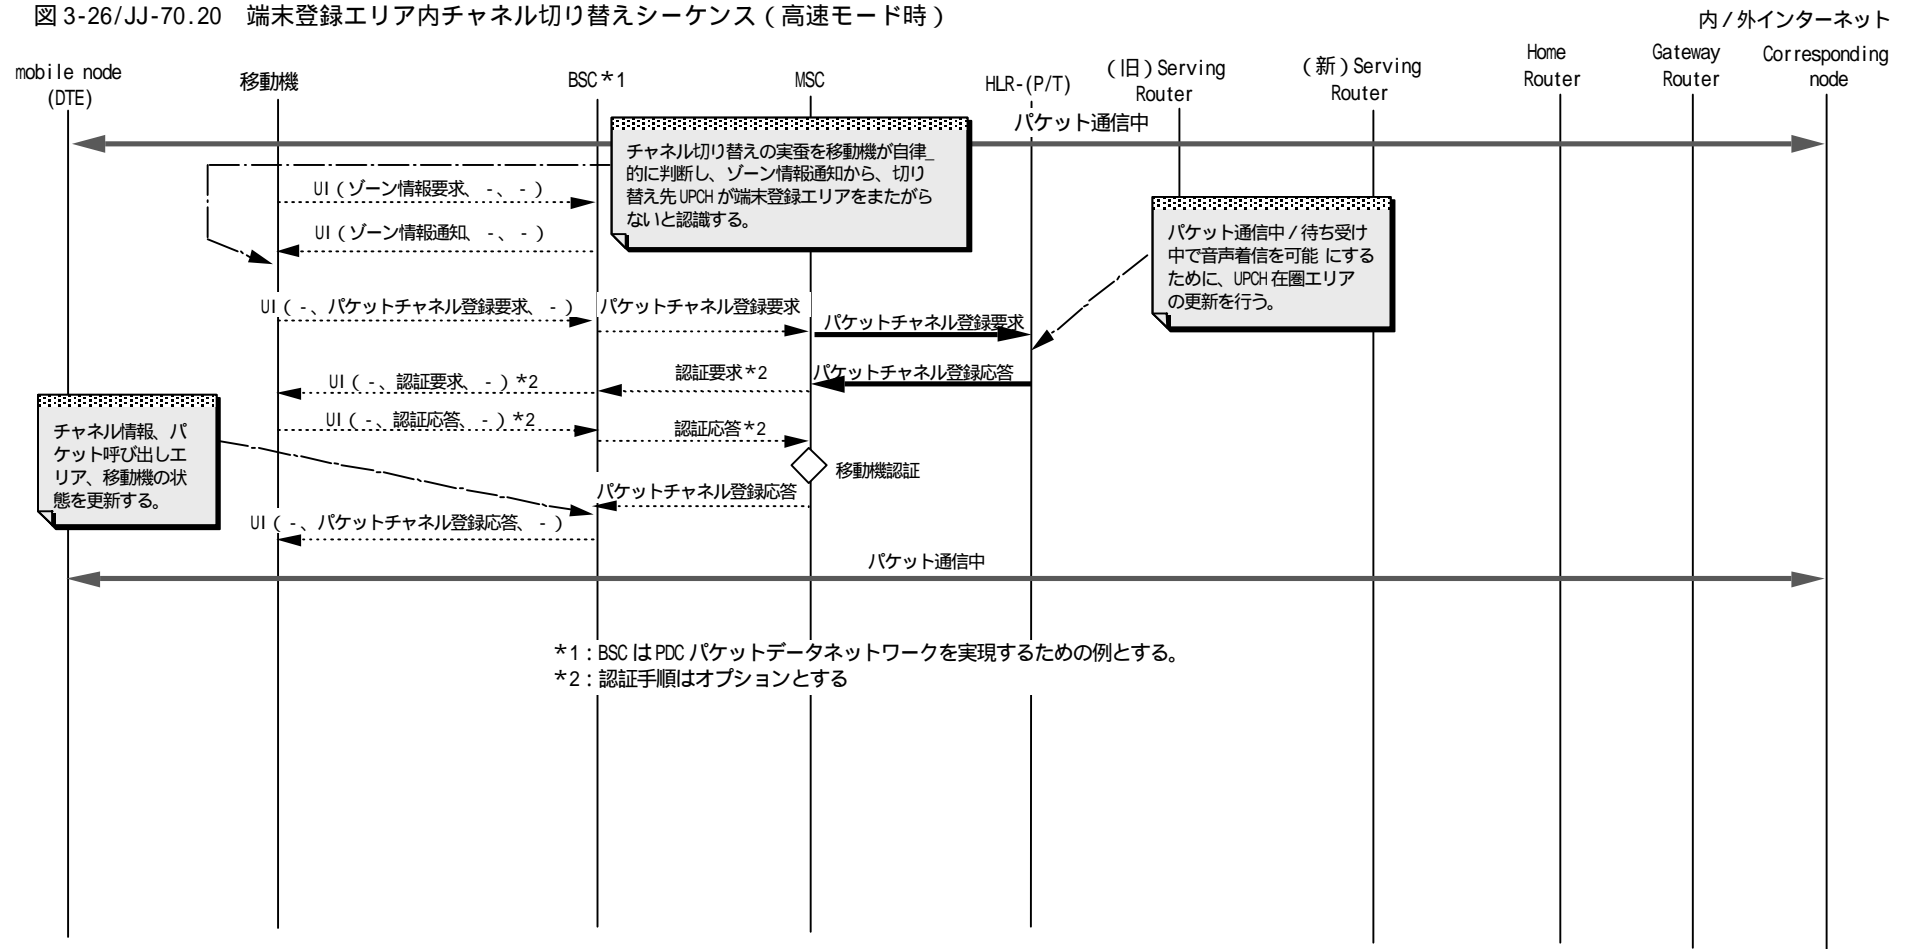 図 3-26/JJ-70.20　端末登録エリア内チャネル切り替えシーケンス（高速モード時）
内／外インターネット
mobile node
(DTE)
移動機
BSC＊1
MSC
HLR-(P/T)
（旧）Serving
Router
（新）Serving
Router
Home
Router
Gateway
Router
Corresponding
node
パケット通信中
チャネル切り替えの実蚕を移動機が自律_
的に判断し、ゾーン情報通知から、切り
替え先 UPCH が端末登録エリアをまたがら
ないと認識する。
UI（ゾーン情報要求、-、-）
UI（ゾーン情報通知、-、-）
パケット通信中／待ち受け
中で音声着信を可能 にする
ために、UPCH 在圏エリア
の更新を行う。
UI（-、パケットチャネル登録要求、-）
パケットチャネル登録要求
パケットチャネル登録要求
UI（-、認証要求、-）＊2
認証要求＊2
パケットチャネル登録応答
UI（-、認証応答、-）＊2
認証応答＊2
チャネル情報、パ
ケット呼び出しエ
リア、移動機の状
態を更新する。
移動機認証
パケットチャネル登録応答
UI（-、パケットチャネル登録応答、-）
パケット通信中
＊1：BSC は PDC パケットデータネットワークを実現するための例とする。
＊2：認証手順はオプションとする